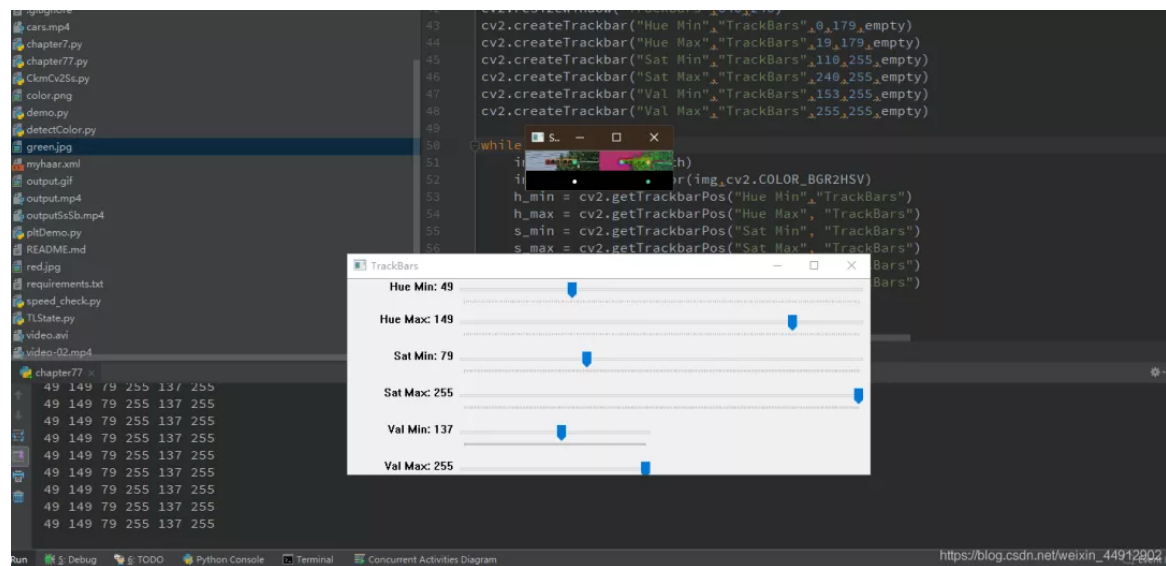 .gitignore
cars.mp4
chapter7.py
chapter77.py
CkmCv2Ss.py
color.png
demo.py
detectColor.py
green.jpg
myhaar.xml
output.gif
output.mp4
outputSsSb.mp4
pltDemo.py
README.md
red.jpg
requirements.txt
speed_check.py
TLState.py
video.avi
video-02.mp4
43 cv2.createTrackbar("Hue Min","TrackBars",0,179,empty)
44 cv2.createTrackbar("Hue Max","TrackBars",19,179,empty)
45 cv2.createTrackbar("Sat Min","TrackBars",110,255,empty)
46 cv2.createTrackbar("Sat Max","TrackBars",240,255,empty)
47 cv2.createTrackbar("Val Min","TrackBars",153,255,empty)
48 cv2.createTrackbar("Val Max","TrackBars",255,255,empty)
49
50 while
S..
51
52 (img,cv2.COLOR_BGR2HSV)
53 h_min = cv2.getTrackbarPos("Hue Min","TrackBars")
54 h_max = cv2.getTrackbarPos("Hue Max", "TrackBars")
55 s_min = cv2.getTrackbarPos("Sat Min", "TrackBars")
56 s_max = cv2.getTrackbarPos("Sat Max", "TrackBars")
Bars")
Bars")
TrackBars
Hue Min: 49
Hue Max: 149
Sat Min: 79
Sat Max: 255
Val Min: 137
Val Max: 255
chapter77
49 149 79 255 137 255
49 149 79 255 137 255
49 149 79 255 137 255
49 149 79 255 137 255
49 149 79 255 137 255
49 149 79 255 137 255
49 149 79 255 137 255
49 149 79 255 137 255
49 149 79 255 137 255
Run 5: Debug 6: TODO Python Console Terminal Concurrent Activities Diagram
https://blog.csdn.net/weixin_44912902